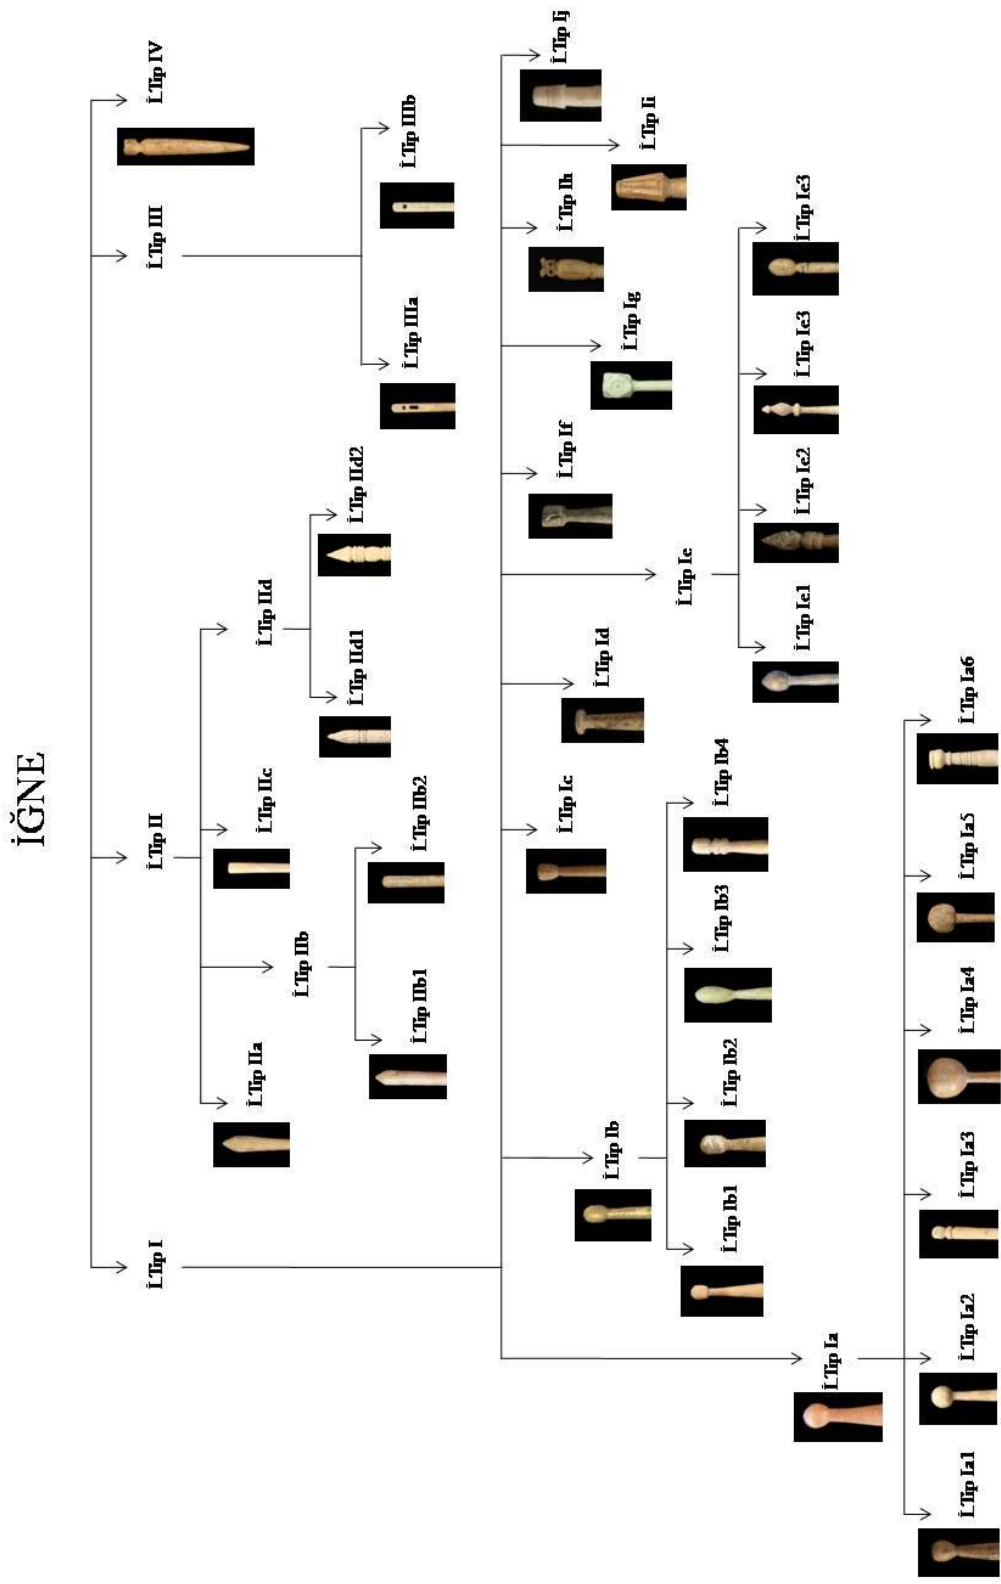 İĞNE
İ.Tip I
İ.Tip II
İ.Tip III
İ.Tip IV
İ.Tip IIa
İ.Tip IIb
İ.Tip IIc
İ.Tip IId
İ.Tip IIb1
İ.Tip IIb2
İ.Tip IId1
İ.Tip IId2
İ.Tip IIIa
İ.Tip IIIb
İ.Tip Ia
İ.Tip Ib
İ.Tip Ic
İ.Tip Id
İ.Tip Ie
İ.Tip If
İ.Tip Ig
İ.Tip Ih
İ.Tip Ii
İ.Tip Ij
İ.Tip Ib1
İ.Tip Ib2
İ.Tip Ib3
İ.Tip Ib4
İ.Tip Ie1
İ.Tip Ie2
İ.Tip Ie3
İ.Tip Ie3
İ.Tip Ia1
İ.Tip Ia2
İ.Tip Ia3
İ.Tip Ia4
İ.Tip Ia5
İ.Tip Ia6